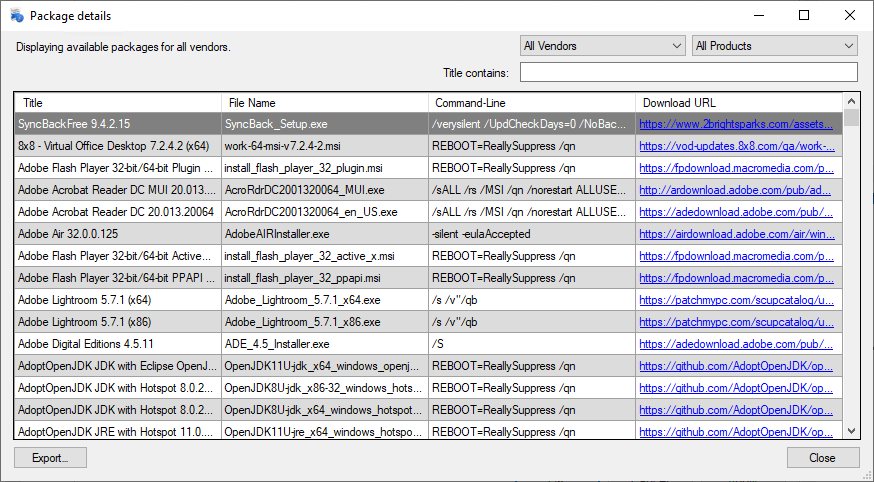 Package details
Displaying available packages for all vendors.
All Vendors
All Products
Title contains:
Title File Name Command-Line Download URL
SyncBackFree 9.4.2.15 SyncBack_Setup.exe /verysilent /UpdCheckDays=0 /NoBac... https://www.2brightsparks.com/assets...
8x8 - Virtual Office Desktop 7.2.4.2 (x64) work-64-msi-v7.2.4-2.msi REBOOT=ReallySuppress /qn https://vod-updates.8x8.com/ga/work-...
Adobe Flash Player 32-bit/64-bit Plugin ... install_flash_player_32_plugin.msi REBOOT=ReallySuppress /qn https://fpdownload.macromedia.com/p...
Adobe Acrobat Reader DC MUI 20.013.... AcroRdrDC2001320064_MUI.exe /sALL /rs /MSI /qn /norestart ALLUSE... http://ardownload.adobe.com/pub/ad...
Adobe Acrobat Reader DC 20.013.20064 AcroRdrDC2001320064_en_US.exe /sALL /rs /MSI /qn /norestart ALLUSE... https://adedownload.adobe.com/pub/...
Adobe Air 32.0.0.125 AdobeAIRInstaller.exe -silent -eulaAccepted https://airdownload.adobe.com/air/win...
Adobe Flash Player 32-bit/64-bit Active... install_flash_player_32_active_x.msi REBOOT=ReallySuppress /qn https://fpdownload.macromedia.com/p...
Adobe Flash Player 32-bit/64-bit PPAPI ... install_flash_player_32_ppapi.msi REBOOT=ReallySuppress /qn https://fpdownload.macromedia.com/p...
Adobe Lightroom 5.7.1 (x64) Adobe_Lightroom_5.7.1_x64.exe /s /v"/qb https://patchmypc.com/scupcatalog/u...
Adobe Lightroom 5.7.1 (x86) Adobe_Lightroom_5.7.1_x86.exe /s /v"/qb https://patchmypc.com/scupcatalog/u...
Adobe Digital Editions 4.5.11 ADE_4.5_Installer.exe /S https://adedownload.adobe.com/pub/...
AdoptOpenJDK JDK with Eclipse OpenJ... OpenJDK11U-jdk_x64_windows_openj... REBOOT=ReallySuppress /qn https://github.com/AdoptOpenJDK/op...
AdoptOpenJDK JDK with Hotspot 8.0.2... OpenJDK8U-jdk_x86-32_windows_hots... REBOOT=ReallySuppress /qn https://github.com/AdoptOpenJDK/op...
AdoptOpenJDK JDK with Hotspot 8.0.2... OpenJDK8U-jdk_x64_windows_hotspo... REBOOT=ReallySuppress /qn https://github.com/AdoptOpenJDK/op...
AdoptOpenJDK JRE with Hotspot 11.0.... OpenJDK11U-jre_x64_windows_hotspo... REBOOT=ReallySuppress /qn https://github.com/AdoptOpenJDK/op...
Export...
Close